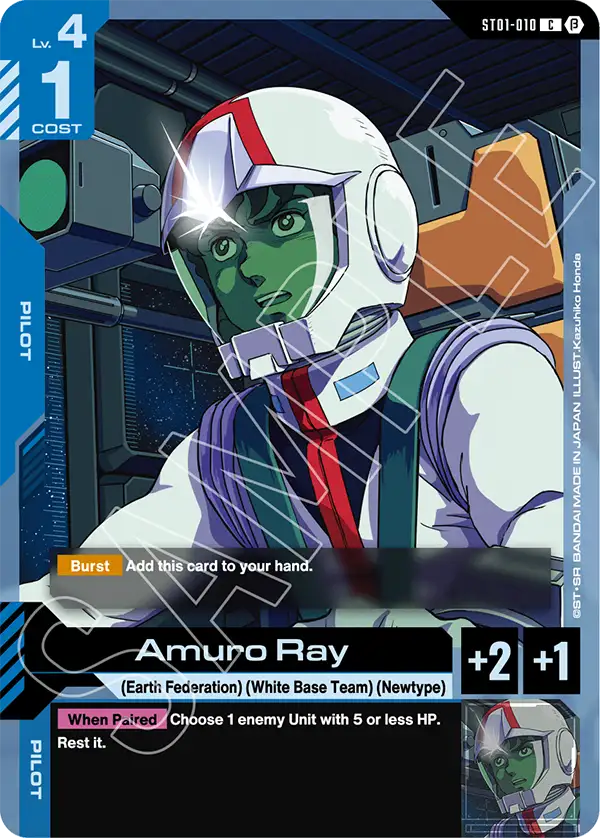 ST01-010 C β
Lv. 4
1
COST
PILOT
©ST・SR BANDAI MADE IN JAPAN ILLUST.Kazuhiko Honda
SAMPLE
Burst Add this card to your hand.
Amuro Ray
+2 +1
(Earth Federation) (White Base Team) (Newtype)
When Paired Choose 1 enemy Unit with 5 or less HP.
Rest it.
PILOT